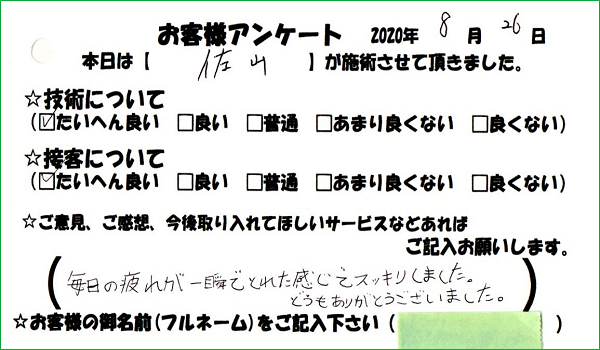 お客様アンケート 2020年 8 月 26 日
本日は【 佐山 】が施術させて頂きました。
☆技術について
(☑たいへん良い □良い □普通 □あまり良くない □良くない)
☆接客について
(☑たいへん良い □良い □普通 □あまり良くない □良くない)
☆ご意見、ご感想、今後取り入れてほしいサービスなどあれば
ご記入お願いします。
(毎日の疲れが一瞬でとれた感じでスッキリしました。
どうもありがとうございました。)
☆お客様の御名前(フルネーム)をご記入下さい( )